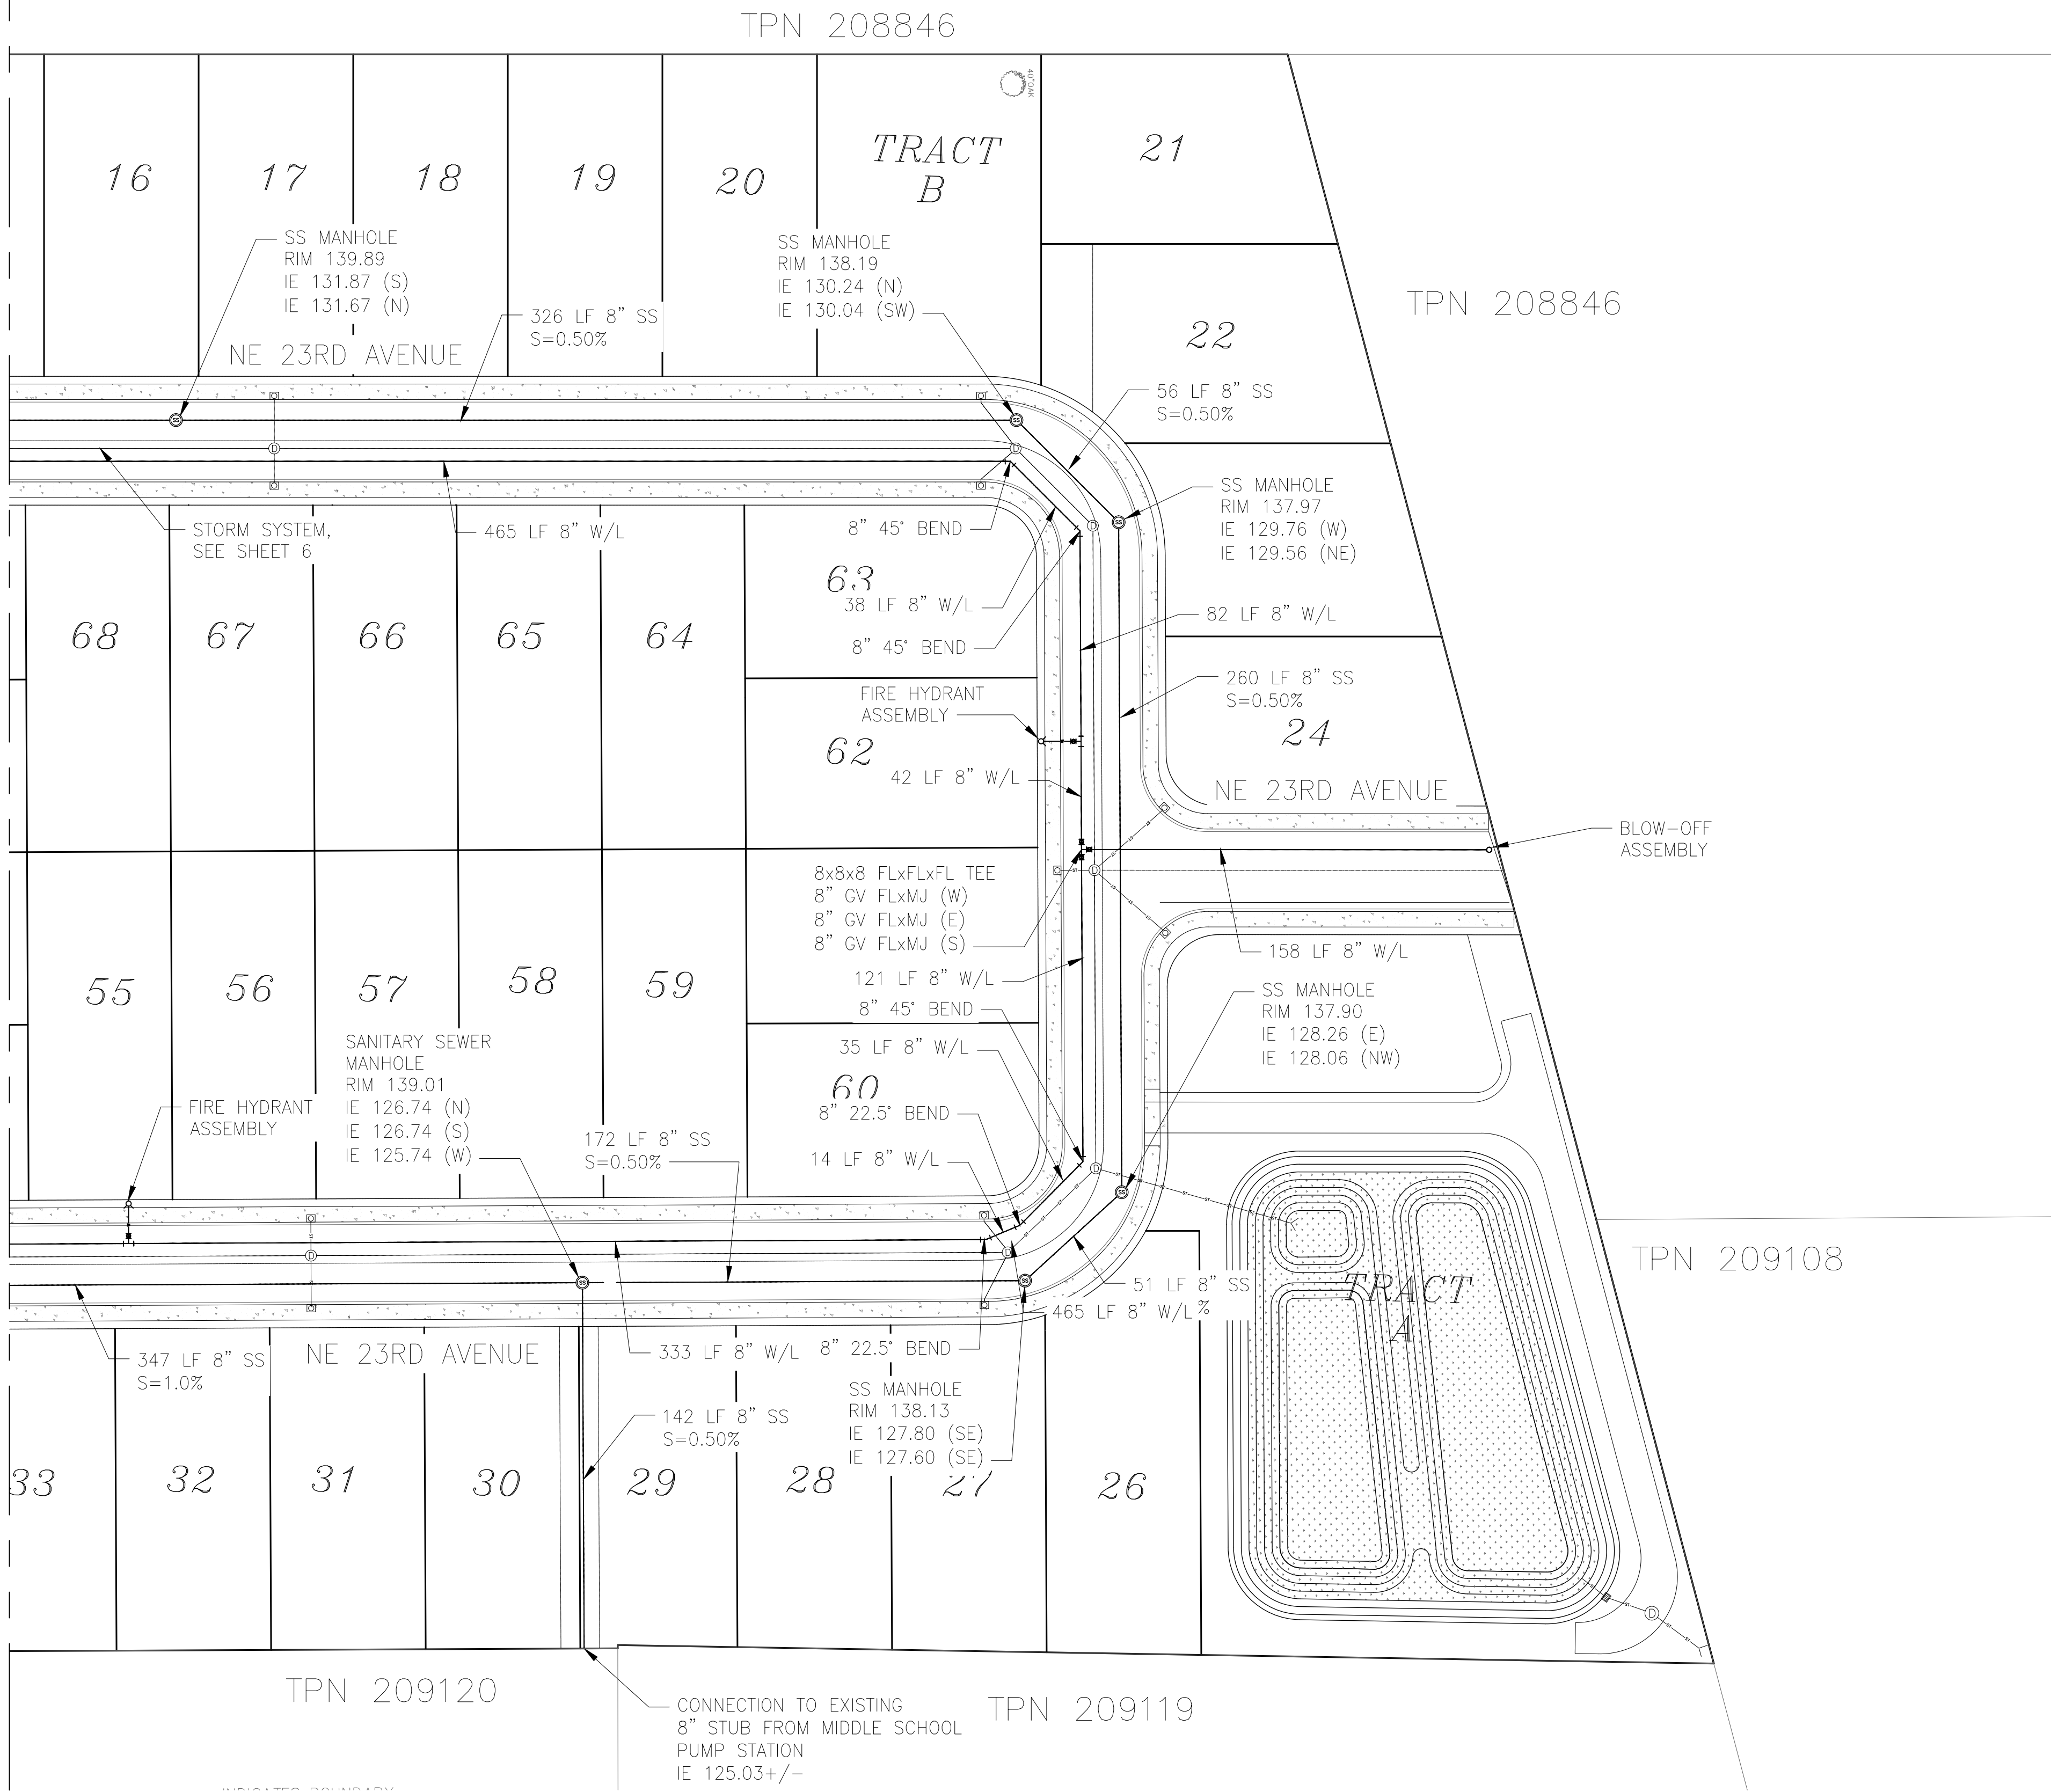 TPN 208846
40"OAK
16
17
18
19
20
TRACT
B
21
SS MANHOLE
RIM 139.89
IE 131.87 (S)
IE 131.67 (N)
326 LF 8" SS
S=0.50%
SS MANHOLE
RIM 138.19
IE 130.24 (N)
IE 130.04 (SW)
TPN 208846
22
NE 23RD AVENUE
56 LF 8" SS
S=0.50%
SS
SS
D
D
SS MANHOLE
RIM 137.97
IE 129.76 (W)
IE 129.56 (NE)
STORM SYSTEM,
SEE SHEET 6
465 LF 8" W/L
8" 45° BEND
D
SS
63
38 LF 8" W/L
82 LF 8" W/L
68
67
66
65
64
8" 45° BEND
260 LF 8" SS
S=0.50%
FIRE HYDRANT
ASSEMBLY
24
62
42 LF 8" W/L
NE 23RD AVENUE
BLOW-OFF
ASSEMBLY
8x8x8 FLxFLxFL TEE
8" GV FLxMJ (W)
8" GV FLxMJ (E)
8" GV FLxMJ (S)
D
158 LF 8" W/L
121 LF 8" W/L
55
56
57
58
59
8" 45° BEND
SS MANHOLE
RIM 137.90
IE 128.26 (E)
IE 128.06 (NW)
SANITARY SEWER
MANHOLE
RIM 139.01
IE 126.74 (N)
IE 126.74 (S)
IE 125.74 (W)
35 LF 8" W/L
60
8" 22.5° BEND
FIRE HYDRANT
ASSEMBLY
172 LF 8" SS
S=0.50%
14 LF 8" W/L
D
SS
D
D
SS
SS
TPN 209108
51 LF 8" SS
465 LF 8" W/L %
TRACT
A
347 LF 8" SS
S=1.0%
NE 23RD AVENUE
333 LF 8" W/L
8" 22.5° BEND
SS MANHOLE
RIM 138.13
IE 127.80 (SE)
IE 127.60 (SE)
142 LF 8" SS
S=0.50%
33
32
31
30
29
28
27
26
D
TPN 209120
CONNECTION TO EXISTING
8" STUB FROM MIDDLE SCHOOL
PUMP STATION
IE 125.03+/-
TPN 209119